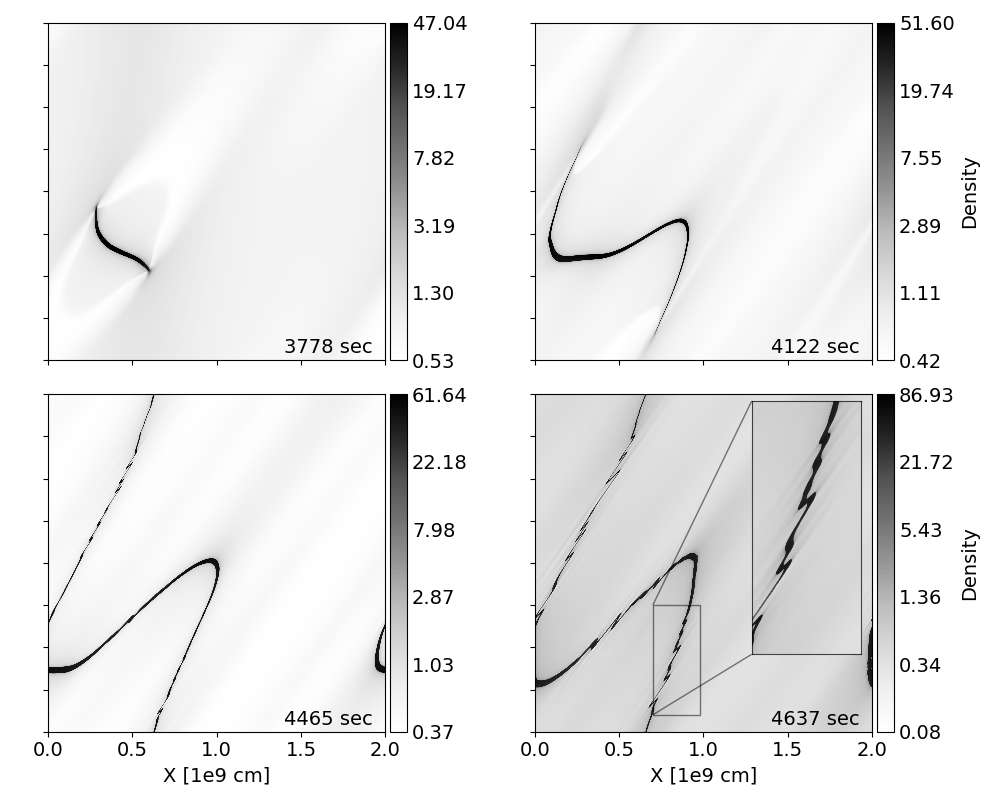 47.04
19.17
7.82
3.19
1.30
0.53
3778 sec
51.60
19.74
7.55
2.89
1.11
0.42
Density
4122 sec
61.64
22.18
7.98
2.87
1.03
0.37
4465 sec
0.0 0.5 1.0 1.5 2.0
X [1e9 cm]
86.93
21.72
5.43
1.36
0.34
0.08
Density
4637 sec
0.0 0.5 1.0 1.5 2.0
X [1e9 cm]